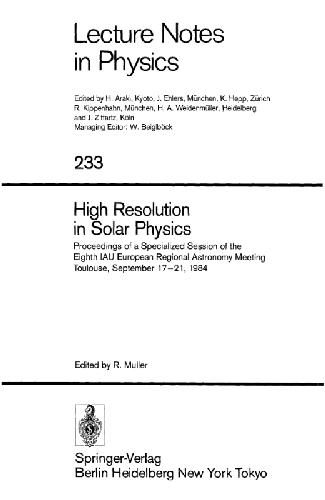 Lecture Notes
in Physics
Edited by H. Araki, Kyoto, J. Ehlers, München, K. Hepp, Zürich
R. Kippenhahn, München, H. A. Weidenmüller, Heidelberg
and J. Zittartz, Köln
Managing Editor: W. Beiglböck
233
High Resolution
in Solar Physics
Proceedings of a Specialized Session of the
Eighth IAU European Regional Astronomy Meeting
Toulouse, September 17–21, 1984
Edited by R. Muller
Springer-Verlag
Berlin Heidelberg New York Tokyo